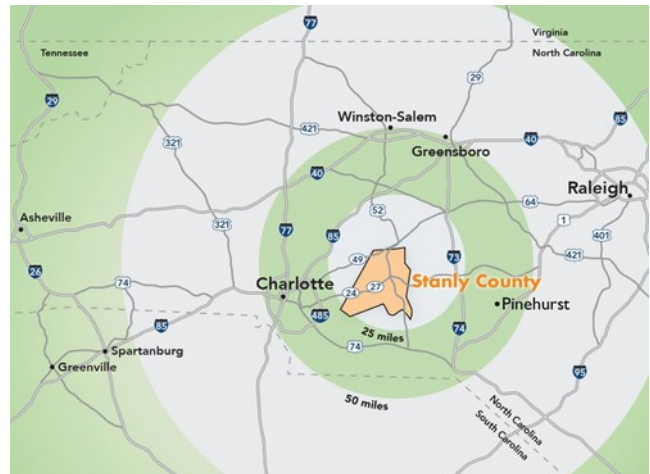 77
Virginia
North Carolina
Tennessee
29
29
85
321
421
Winston-Salem
Greensboro
40
40
Raleigh
52
64
321
77
85
1
401
Asheville
49
73
421
26
74
Charlotte
24
27
Stanly County
Pinehurst
485
85
25 miles
74
74
Spartanburg
Greenville
95
50 miles
North Carolina
South Carolina